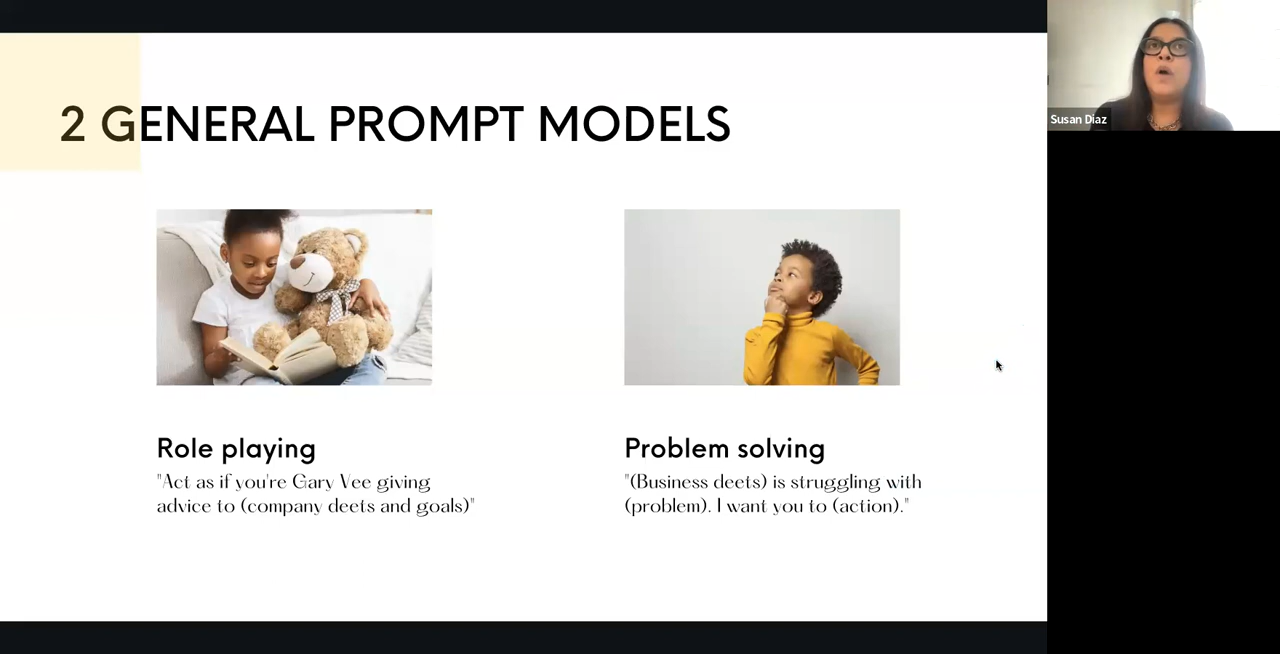 2 GENERAL PROMPT MODELS
Susan Diaz
Role playing
"Act as if you're Gary Vee giving
advice to (company deets and goals)"
Problem solving
"(Business deets) is struggling with
(problem). I want you to (action)."